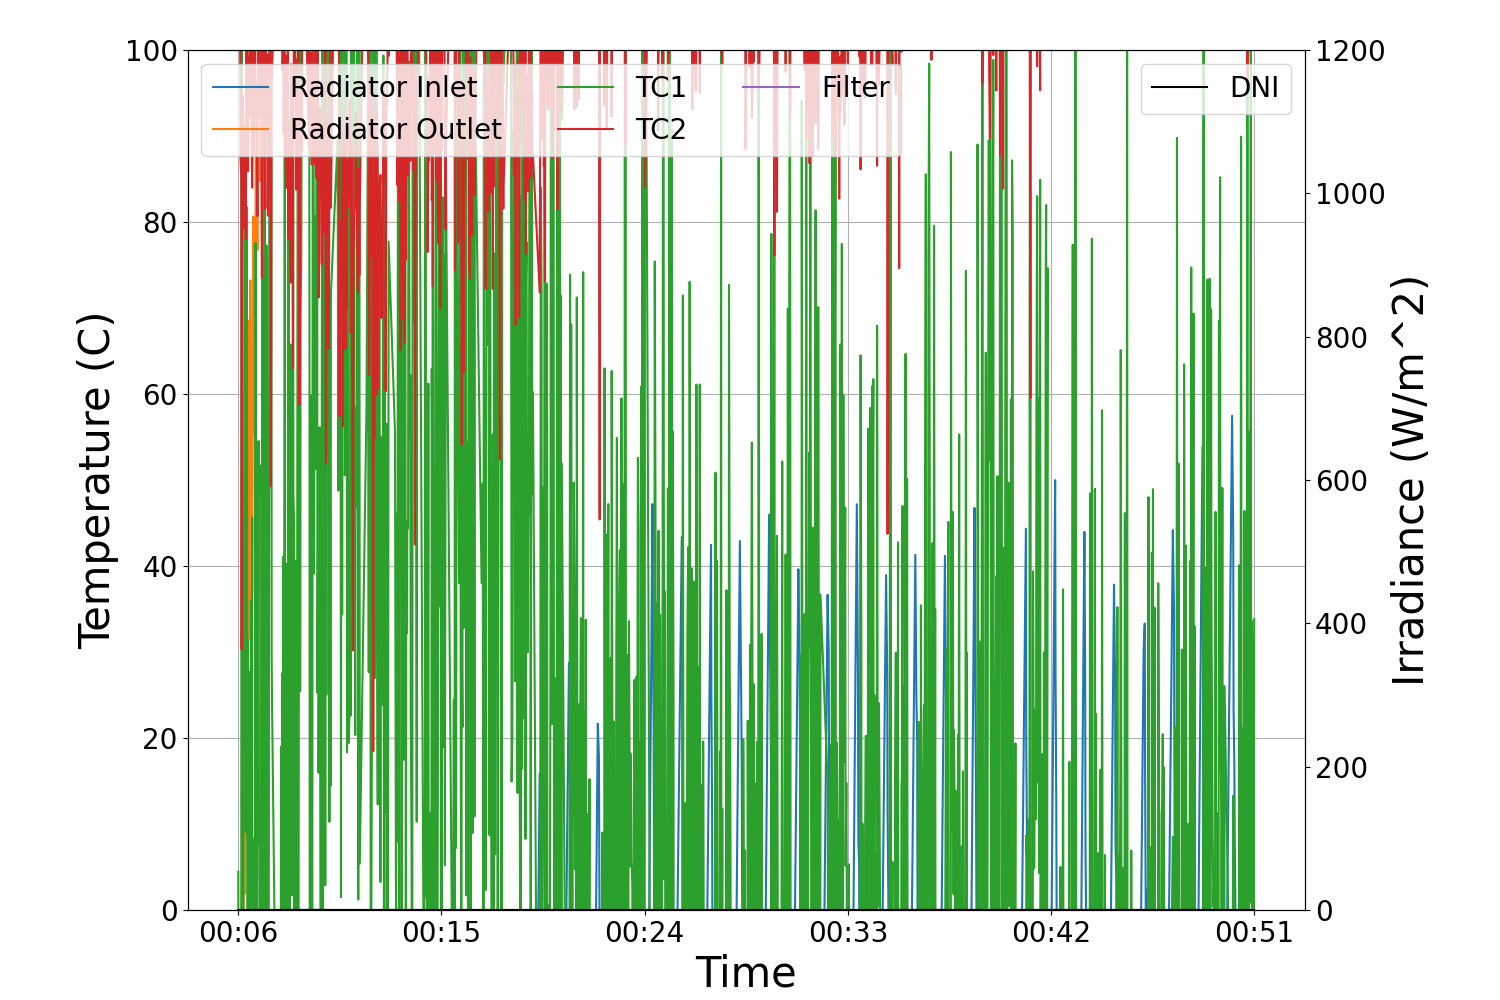 100
80
60
40
20
0
Temperature (C)
Radiator Inlet
Radiator Outlet
TC1
TC2
Filter
DNI
1200
1000
800
600
400
200
0
Irradiance (W/m^2)
00:06
00:15
00:24
00:33
00:42
00:51
Time